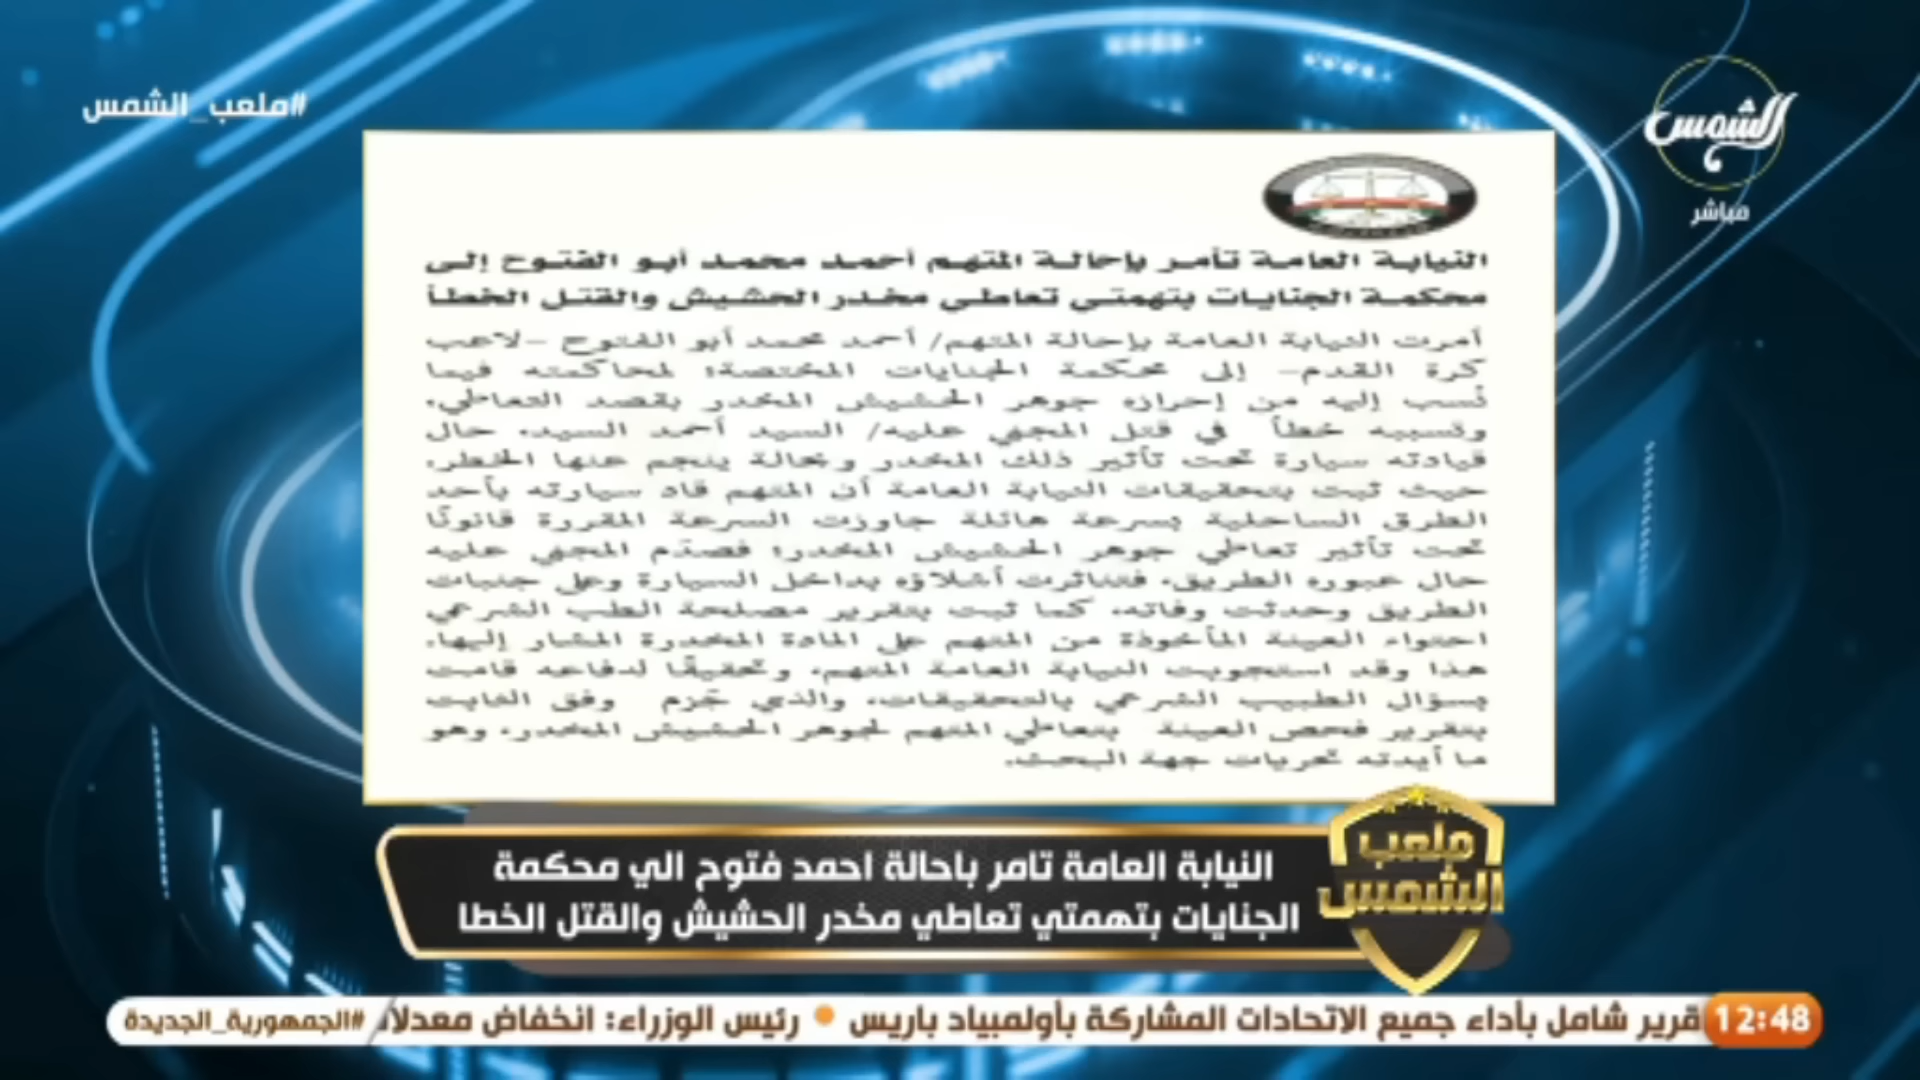 #ملعب_الشمس
الشمس
مباشر
النيابة العامة تأمر بإحالة المتهم أحمد محمد أبو الفتوح إلى
محكمة الجنايات بتهمتي تعاطي مخدر الحشيش والقتل الخطأ
أمرت النيابة العامة بإحالة المتهم/ أحمد محمد أبو الفتوح -لاعب
كرة القدم- إلى محكمة الجنايات المختصة؛ لمحاكمته فيما
نُسب إليه من إحرازه جوهر الحشيش المخدر بقصد التعاطي،
وتسببه خطأً في قتل المجني عليه/ السيد أحمد السيد، حال
قيادته سيارة تحت تأثير ذلك المخدر وبحالة ينجم عنها الخطر.
حيث ثبت بتحقيقات النيابة العامة أن المتهم قاد سيارته بأحد
الطرق الساحلية بسرعة هائلة جاوزت السرعة المقررة قانونًا
تحت تأثير تعاطي جوهر الحشيش المخدر؛ فصدَم المجني عليه
حال عبوره الطريق، فتناثرت أشلاؤه بداخل السيارة وعلى جنبات
الطريق وحدثت وفاته، كما ثبت بتقرير مصلحة الطب الشرعي
احتواء العينة المأخوذة من المتهم على المادة المخدرة المشار إليها.
هذا وقد استجوبت النيابة العامة المتهم، وتحقيقًا لدفاعه قامت
بسؤال الطبيب الشرعي بالتحقيقات، والذي جَزم وفق الثابت
بتقرير فحص العينة بتعاطي المتهم لجوهر الحشيش المخدر، وهو
ما أيدته تحريات جهة البحث.
النيابة العامة تامر باحالة احمد فتوح الي محكمة
الجنايات بتهمتي تعاطي مخدر الحشيش والقتل الخطا
ملعب
الشمس
12:48 قرير شامل بأداء جميع الاتحادات المشاركة بأولمبياد باريس • رئيس الوزراء: انخفاض معدلا #الجمهورية_الجديدة